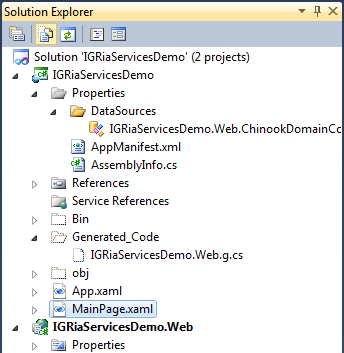 Solution Explorer
Solution 'IGRiaServicesDemo' (2 projects)
IGRiaServicesDemo
Properties
DataSources
IGRiaServicesDemo.Web.ChinookDomainCo
AppManifest.xml
AssemblyInfo.cs
References
Service References
Bin
Generated_Code
IGRiaServicesDemo.Web.g.cs
obj
App.xaml
MainPage.xaml
IGRiaServicesDemo.Web
Properties